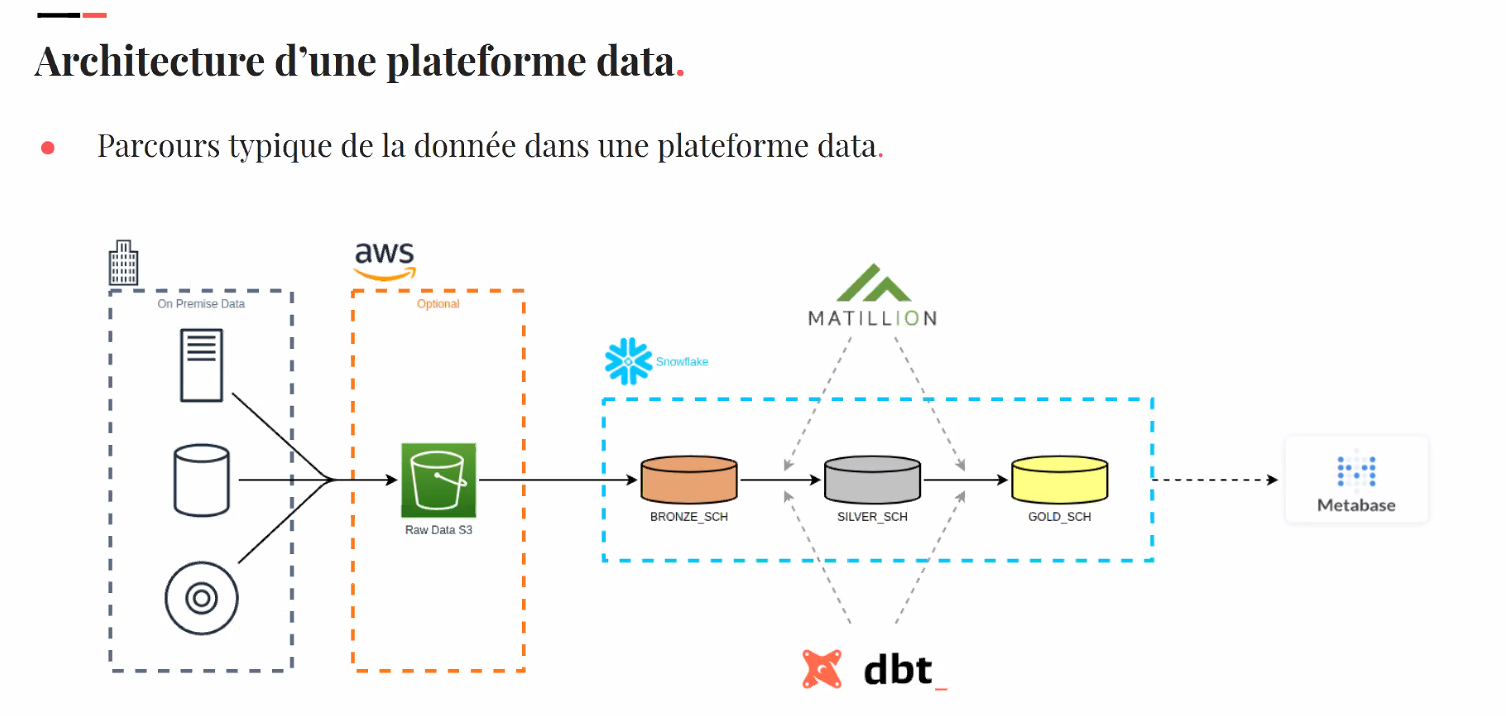 Architecture d’une plateforme data.
Parcours typique de la donnée dans une plateforme data.
On Premise Data
aws
Optional
Raw Data S3
Snowflake
MATILLION
BRONZE_SCH
SILVER_SCH
GOLD_SCH
dbt_
Metabase